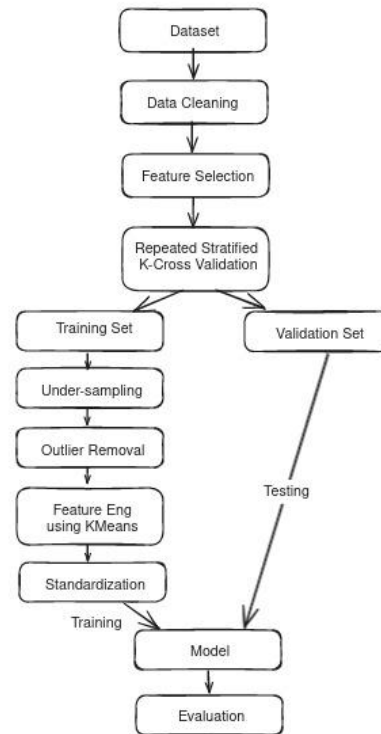 Dataset
Data Cleaning
Feature Selection
Repeated Stratified
K-Cross Validation
Training Set
Validation Set
Under-sampling
Outlier Removal
Feature Eng
using KMeans
Testing
Standardization
Training
Model
Evaluation